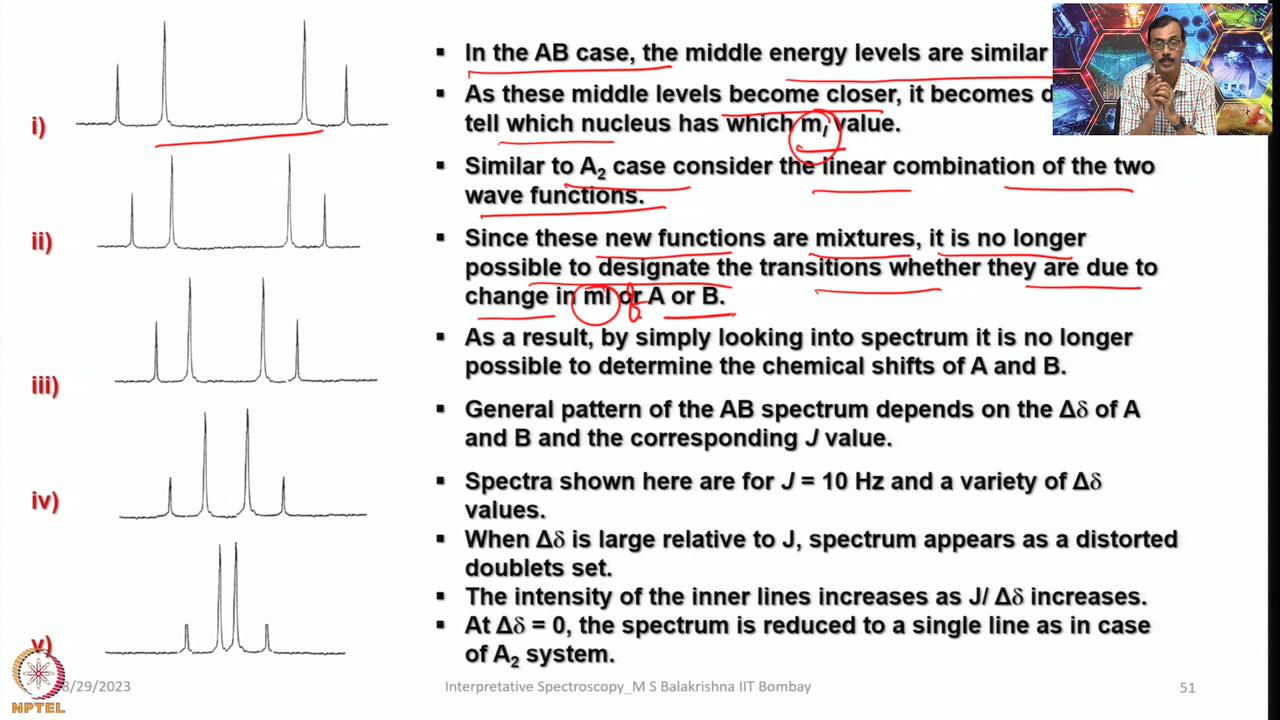 i)
ii)
iii)
iv)
v)
▪ In the AB case, the middle energy levels are similar
▪ As these middle levels become closer, it becomes d
tell which nucleus has which mI value.
▪ Similar to A₂ case consider the linear combination of the two
wave functions.
▪ Since these new functions are mixtures, it is no longer
possible to designate the transitions whether they are due to
change in mI of A or B.
▪ As a result, by simply looking into spectrum it is no longer
possible to determine the chemical shifts of A and B.
▪ General pattern of the AB spectrum depends on the Δδ of A
and B and the corresponding J value.
▪ Spectra shown here are for J = 10 Hz and a variety of Δδ
values.
▪ When Δδ is large relative to J, spectrum appears as a distorted
doublets set.
▪ The intensity of the inner lines increases as J/ Δδ increases.
▪ At Δδ = 0, the spectrum is reduced to a single line as in case
of A₂ system.
8/29/2023
Interpretative Spectroscopy_M S Balakrishna IIT Bombay
51
NPTEL